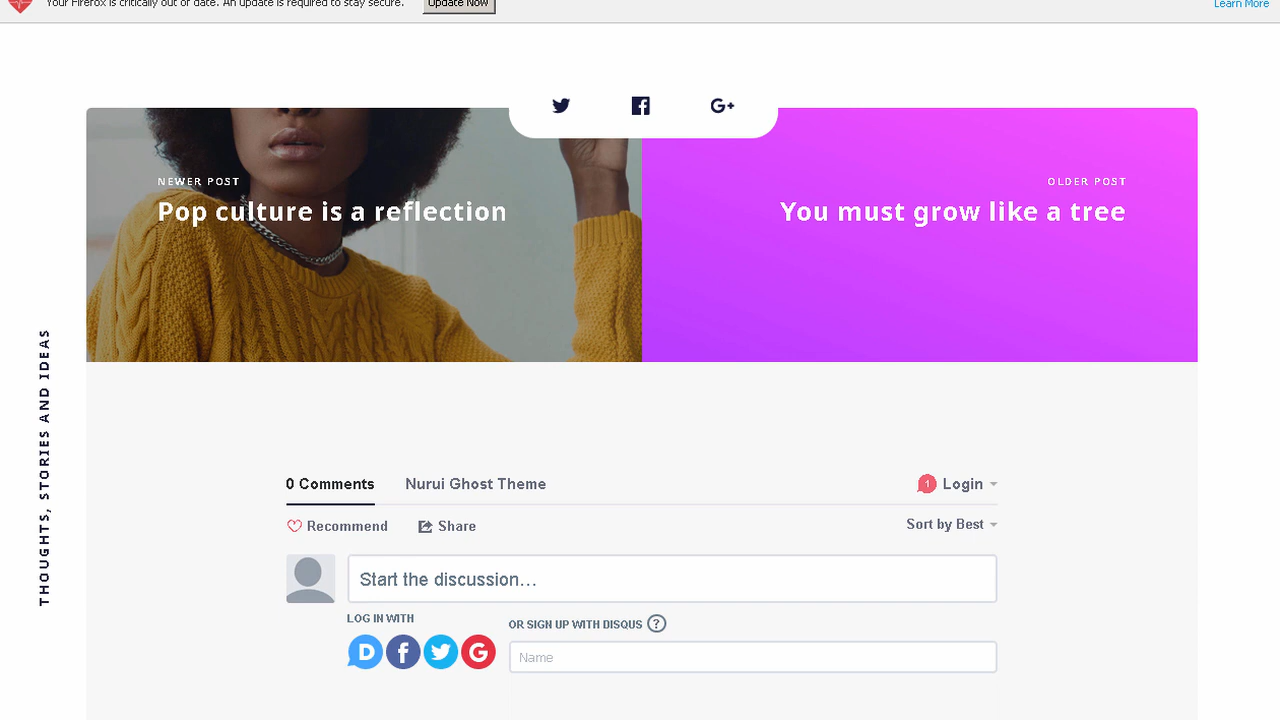 Your Firefox is critically out of date. An update is required to stay secure.
Update Now
Learn More
NEWER POST
Pop culture is a reflection
OLDER POST
You must grow like a tree
THOUGHTS, STORIES AND IDEAS
0 Comments
Nurui Ghost Theme
1
Login
Recommend
Share
Sort by Best
Start the discussion...
LOG IN WITH
OR SIGN UP WITH DISQUS ?
Name